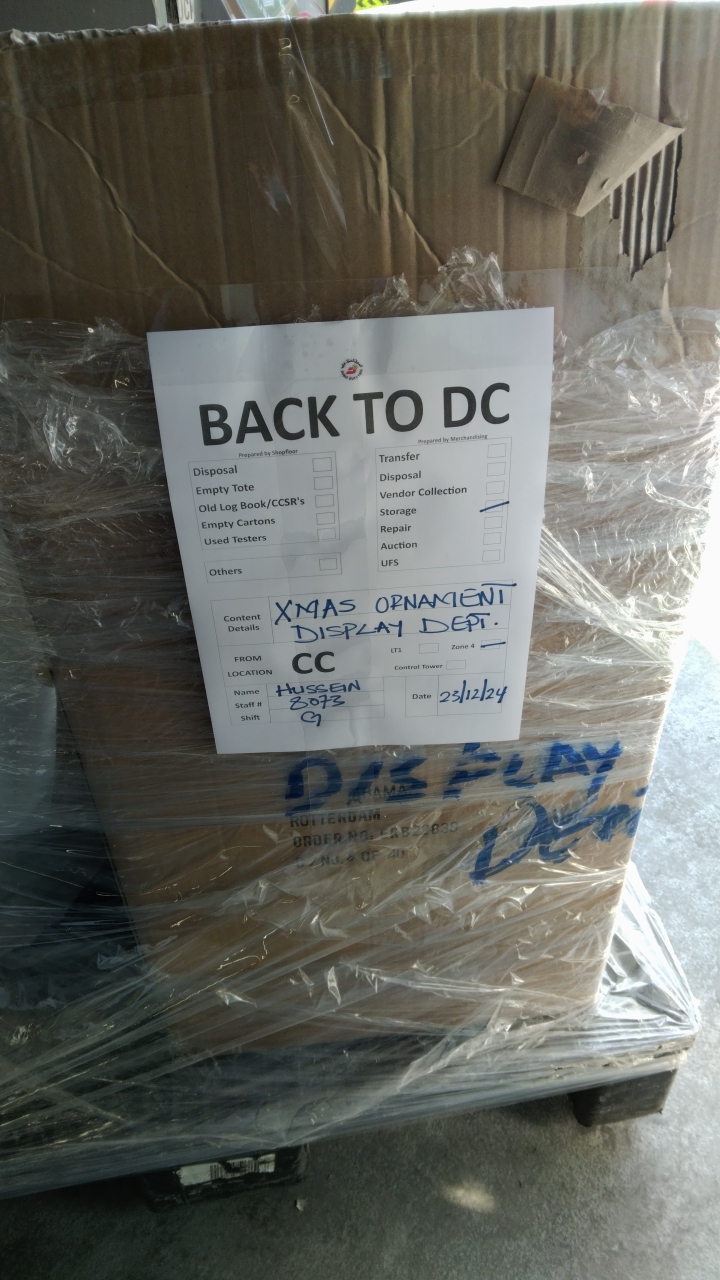 BACK TO DC
Prepared by Shopfloor
Disposal
Empty Tote
Old Log Book/CCSR's
Empty Cartons
Used Testers
Others
Prepared by Merchandising
Transfer
Disposal
Vendor Collection
Storage
Repair
Auction
UFS
Content Details
XMAS ORNAMENT
DISPLAY DEPT.
FROM LOCATION
CC
LT1
Zone 4
Control Tower
Name HUSSEIN
Staff # 8073
Shift G
Date 23/12/24
DISPLAY
ROTTERDAM
ORDER NO.